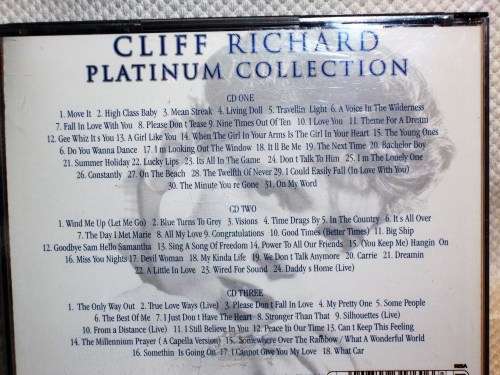 CLIFF RICHARD
PLATINUM COLLECTION
CD ONE
1. Move It 2. High Class Baby 3. Mean Streak 4. Living Doll 5. Travellin Light 6. A Voice In The Wilderness
7. Fall In Love With You 8. Please Don t Tease 9. Nine Times Out Of Ten 10. I Love You 11. Theme For A Dream
12. Gee Whiz It s You 13. A Girl Like You 14. When The Girl In Your Arms Is The Girl In Your Heart 15. The Young Ones
6. Do You Wanna Dance 17. I m Looking Out The Window 18. It ll Be Me 19. The Next Time 20. Bachelor Boy
21. Summer Holiday 22. Lucky Lips 23. Its All In The Game 24. Don t Talk To Him 25. I m The Lonely One
26. Constantly 27. On The Beach 28. The Twelfth Of Never 29. I Could Easily Fall (In Love With You)
30. The Minute You re Gone 31. On My Word
CD TWO
1. Wind Me Up (Let Me Go) 2. Blue Turns To Grey 3. Visions 4. Time Drags By 5. In The Country 6. It s All Over
7. The Day I Met Marie 8. All My Love 9. Congratulations 10. Good Times (Better Times) 11. Big Ship
12. Goodbye Sam Hello Samantha 13. Sing A Song Of Freedom 14. Power To All Our Friends 15. (You Keep Me) Hangin On
16. Miss You Nights 17. Devil Woman 18. My Kinda Life 19. We Don t Talk Anymore 20. Carrie 21. Dreamin
22. A Little In Love 23. Wired For Sound 24. Daddy s Home (Live)
CD THREE
1. The Only Way Out 2. True Love Ways (Live) 3. Please Don t Fall In Love 4. My Pretty One 5. Some People
6. The Best Of Me 7. I Just Don t Have The Heart 8. Stronger Than That 9. Silhouettes (Live)
10. From a Distance (Live) 11. I Still Believe In You 12. Peace In Our Time 13. Can t Keep This Feeling
14. The Millennium Prayer (A Capella Version) 15. Somewhere Over The Rainbow / What A Wonderful World
16. Somethin Is Going On 17. I Cannot Give You My Love 18. What Car